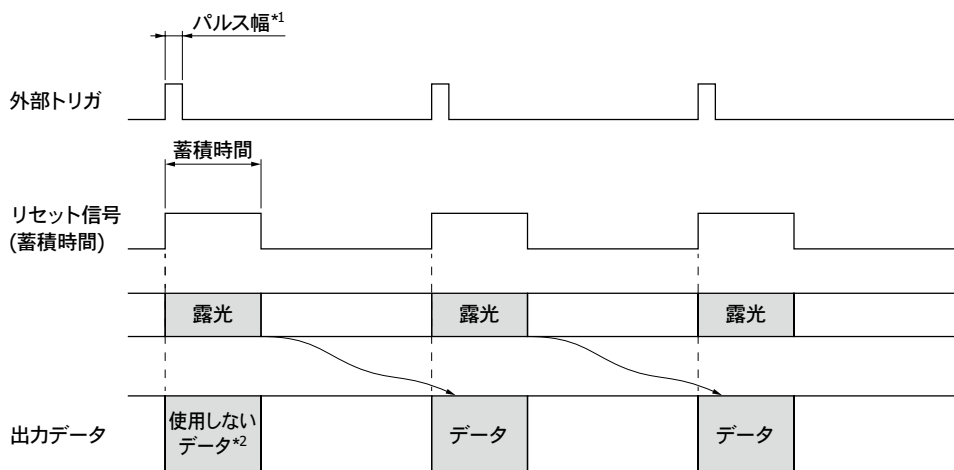 パルス幅*1
外部トリガ
蓄積時間
リセット信号
(蓄積時間)
露光 露光 露光
出力データ
使用しない
データ*2
データ データ